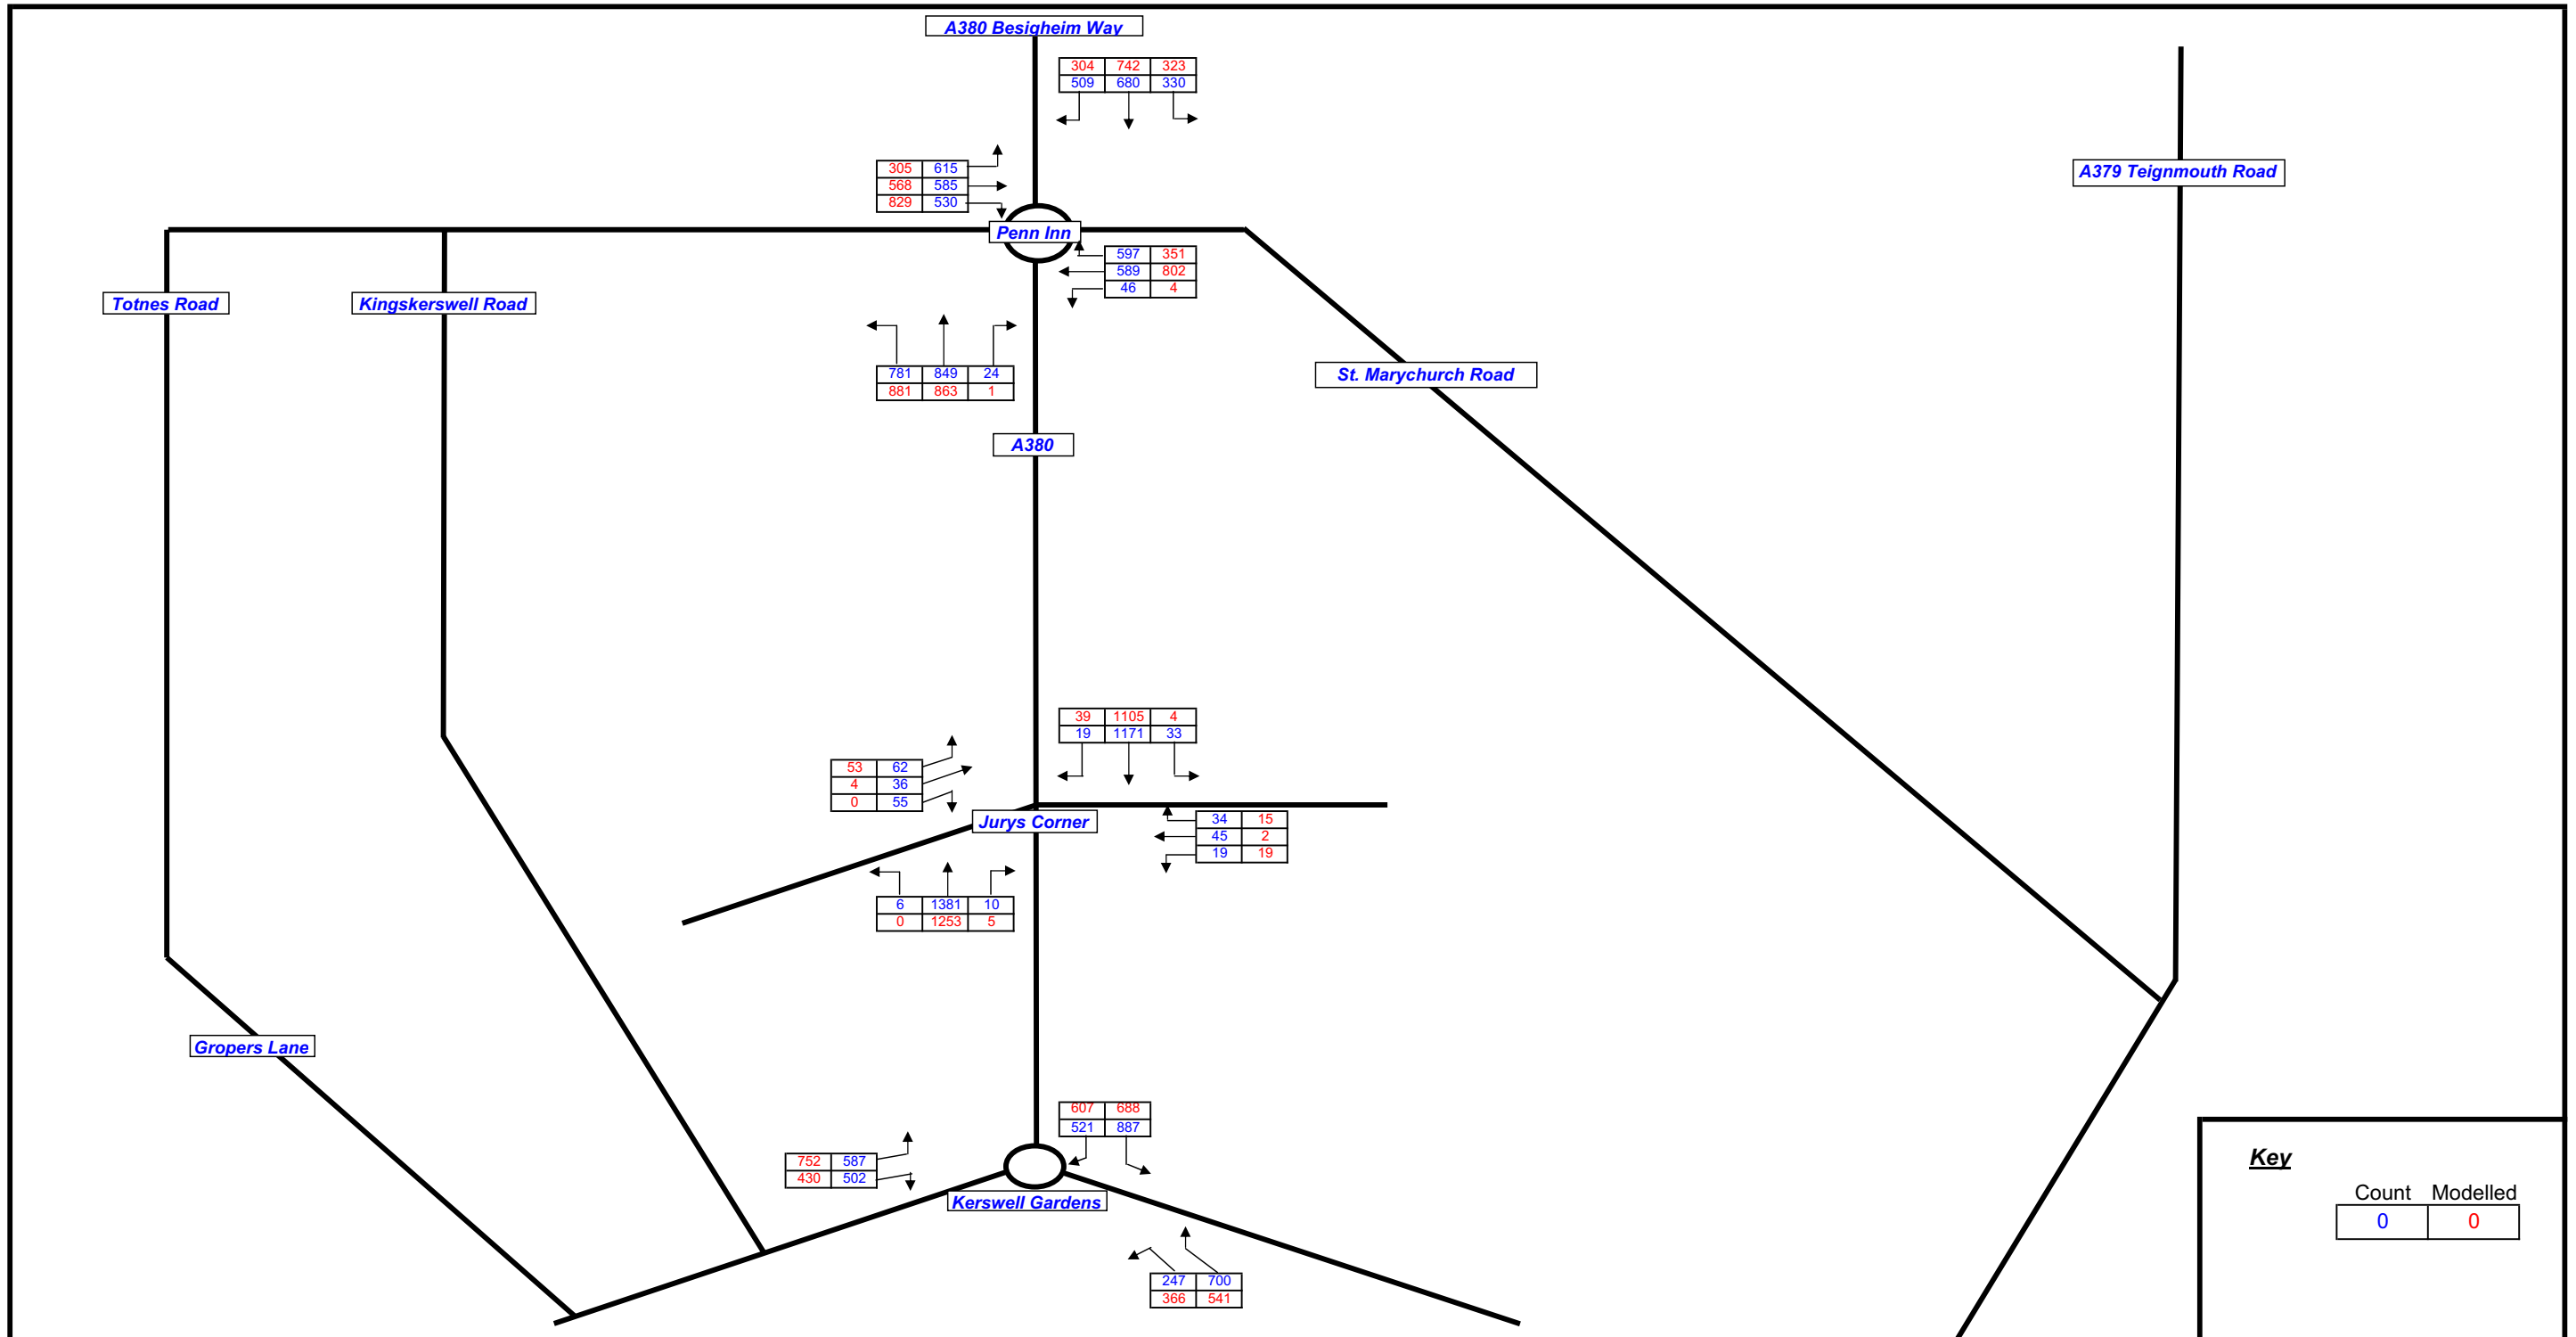 A380 Besigheim Way
304 742 323
509 680 330
305 615
568 585
829 530
A379 Teignmouth Road
Penn Inn
597 351
589 802
46 4
Totnes Road
Kingskerswell Road
781 849 24
881 863 1
St. Marychurch Road
A380
39 1105 4
19 1171 33
53 62
4 36
0 55
Jurys Corner
34 15
45 2
19 19
6 1381 10
0 1253 5
Gropers Lane
607 688
521 887
752 587
430 502
Kerswell Gardens
247 700
366 541
Key
Count Modelled
0 0